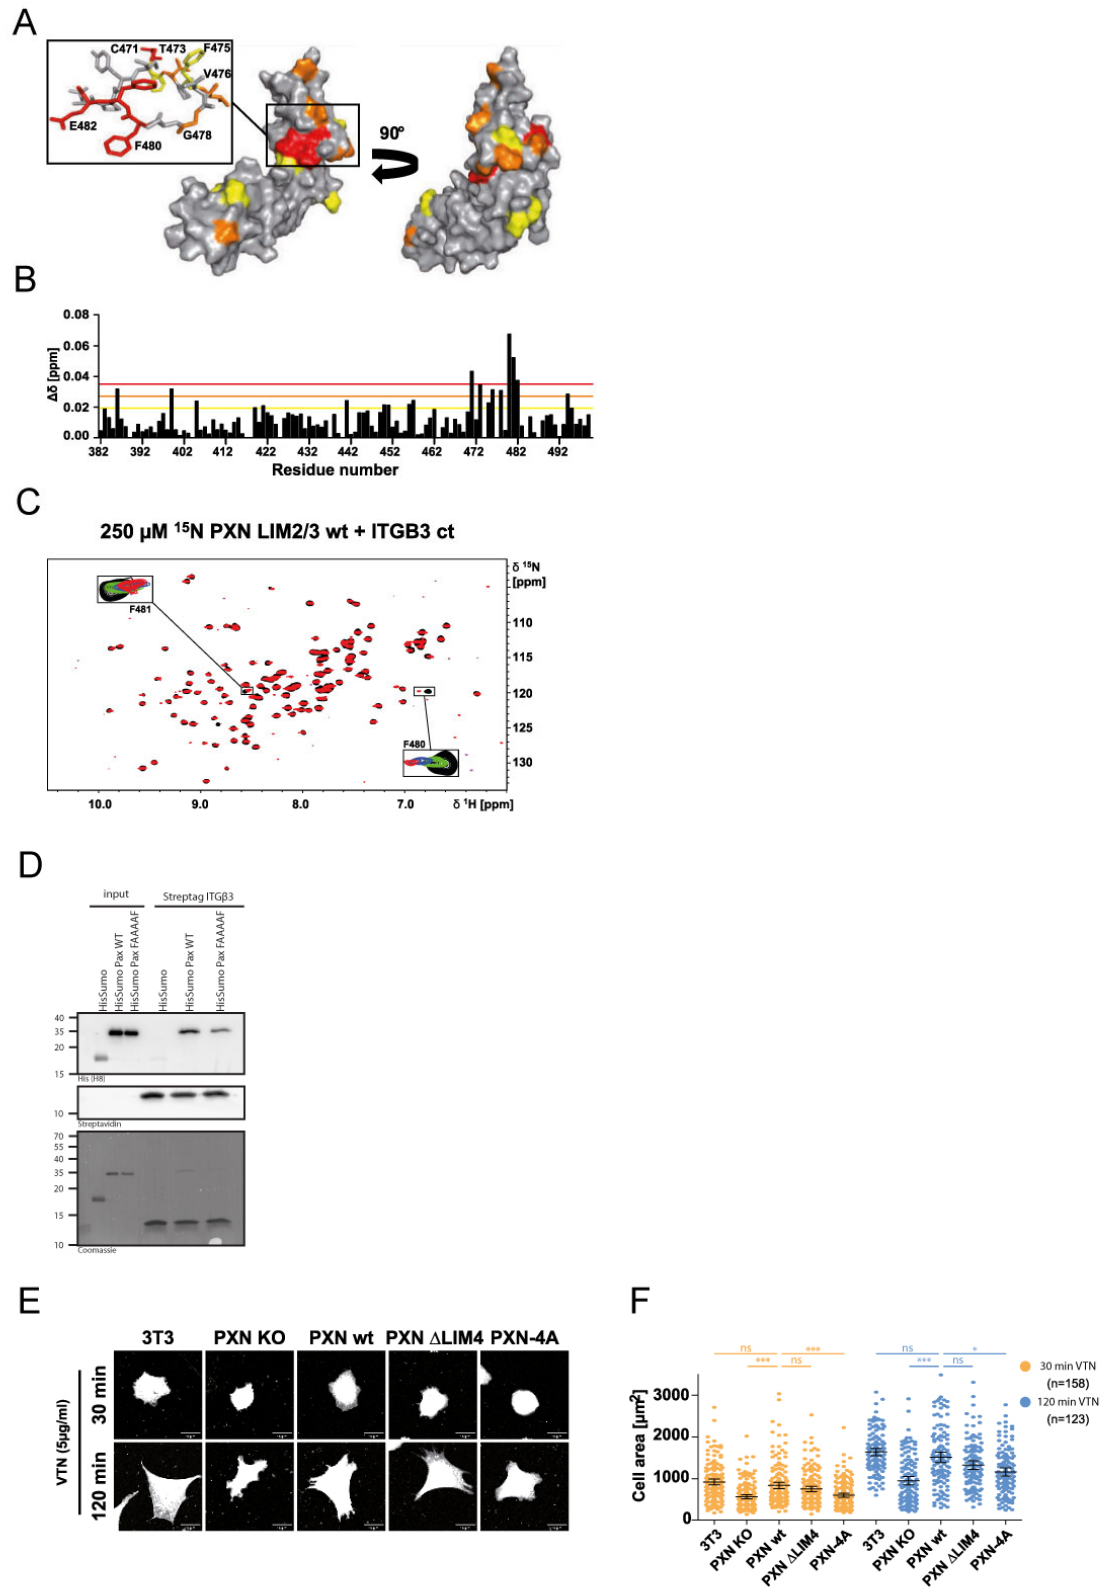 A
C471 T473 F475
V476
E482
G478
F480
90°
B
0.08
0.06
0.04
0.02
0.00
Δδ [ppm]
382 392 402 412 422 432 442 452 462 472 482 492
Residue number
C
250 µM ¹⁵N PXN LIM2/3 wt + ITGB3 ct
δ ¹⁵N
[ppm]
F481
110
115
120
125
130
F480
10.0 9.0 8.0 7.0 δ ¹H [ppm]
D
input Streptag ITGβ3
HisSumo
HisSumo Pax WT
HisSumo Pax FAAAAF
HisSumo
HisSumo Pax WT
HisSumo Pax FAAAAF
40
35
20
15
His (H8)
10
Streptavidin
70
55
40
35
20
15
10
Coomassie
E
3T3 PXN KO PXN wt PXN ΔLIM4 PXN-4A
VTN (5µg/ml)
30 min
120 min
F
ns *** ns *
*** ns *** ns
30 min VTN
(n=158)
120 min VTN
(n=123)
Cell area [µm²]
3000
2000
1000
0
3T3 PXN KO PXN wt PXN ΔLIM4 PXN-4A 3T3 PXN KO PXN wt PXN ΔLIM4 PXN-4A